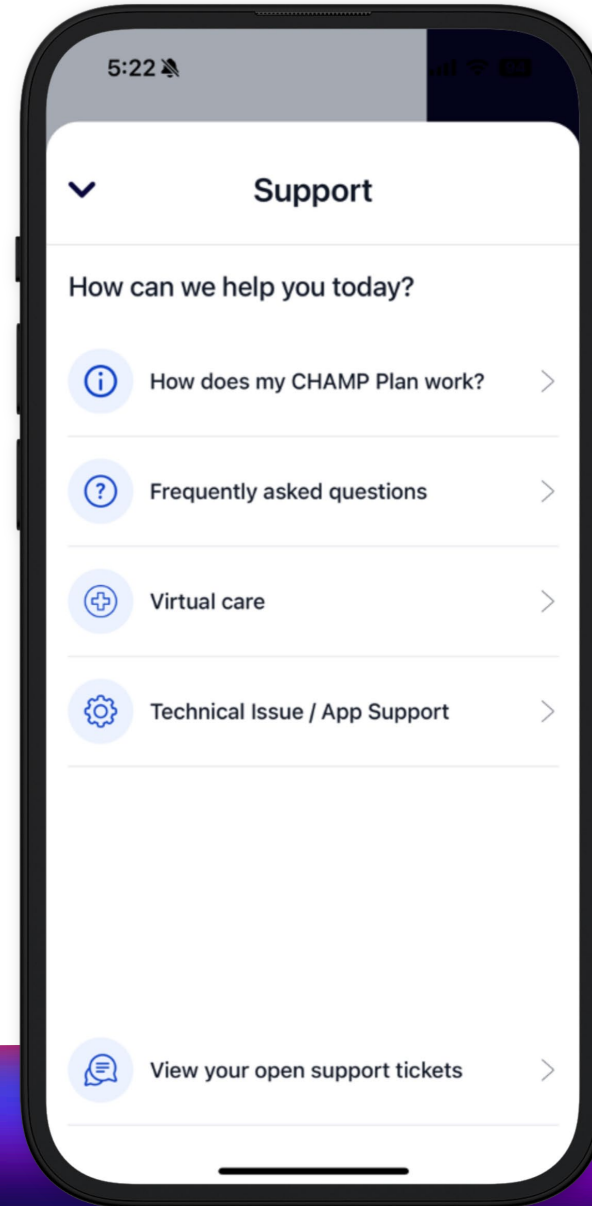 5:22
Support
How can we help you today?
How does my CHAMP Plan work?
Frequently asked questions
Virtual care
Technical Issue / App Support
View your open support tickets